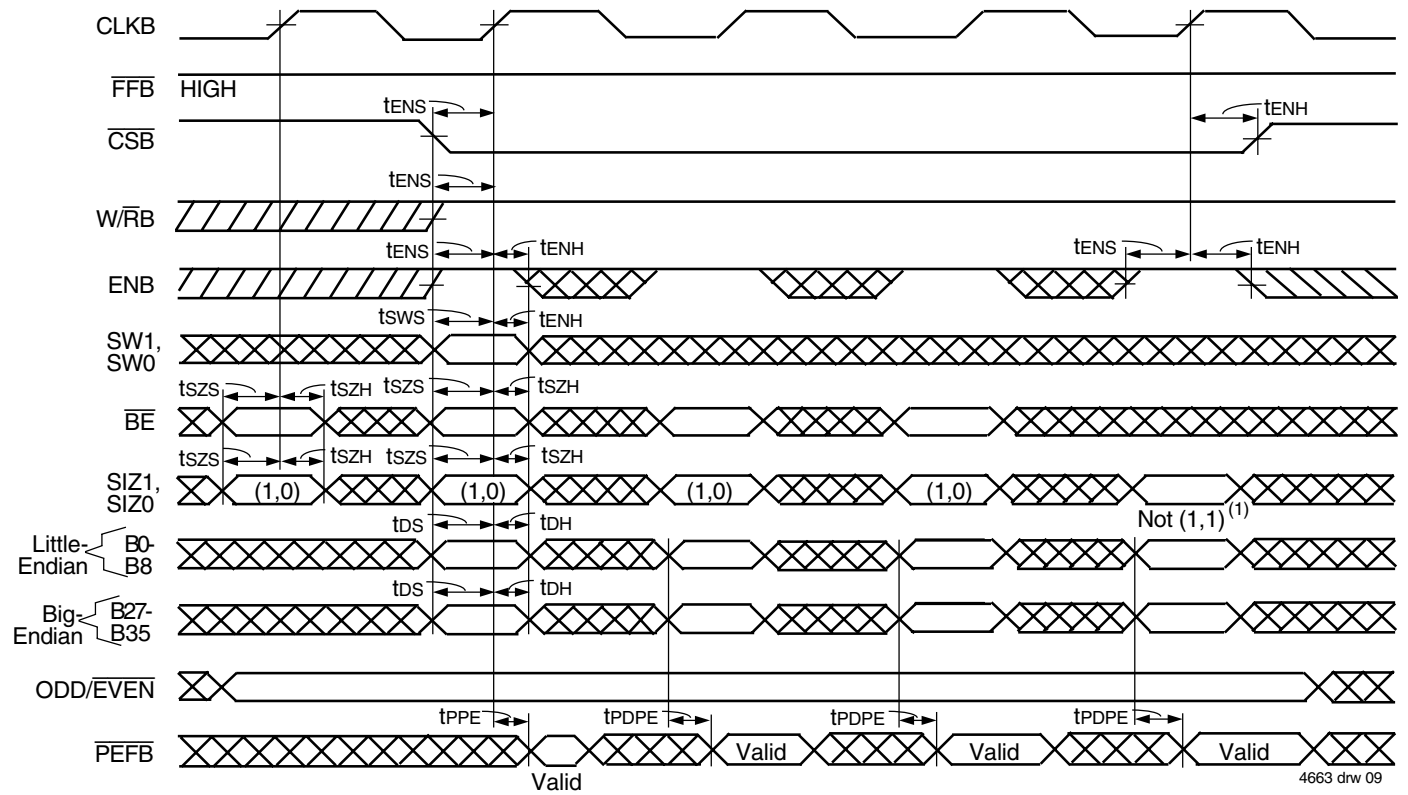 CLKB
FFB HIGH
tENS tENH
CSB
tENS
W/RB
tENS tENH tENS tENH
ENB
tSWS tENH
SW1,
SW0
tSZS tSZH tSZS tSZH
BE
tSZS tSZH tSZS tSZH
SIZ1,
SIZ0
(1,0) (1,0) (1,0) (1,0)
Not (1,1) (1)
tDS tDH
Little-
Endian
B0-
B8
tDS tDH
Big-
Endian
B27-
B35
ODD/EVEN
tPPE tPDPE tPDPE tPDPE
PEFB
Valid Valid Valid Valid
4663 drw 09